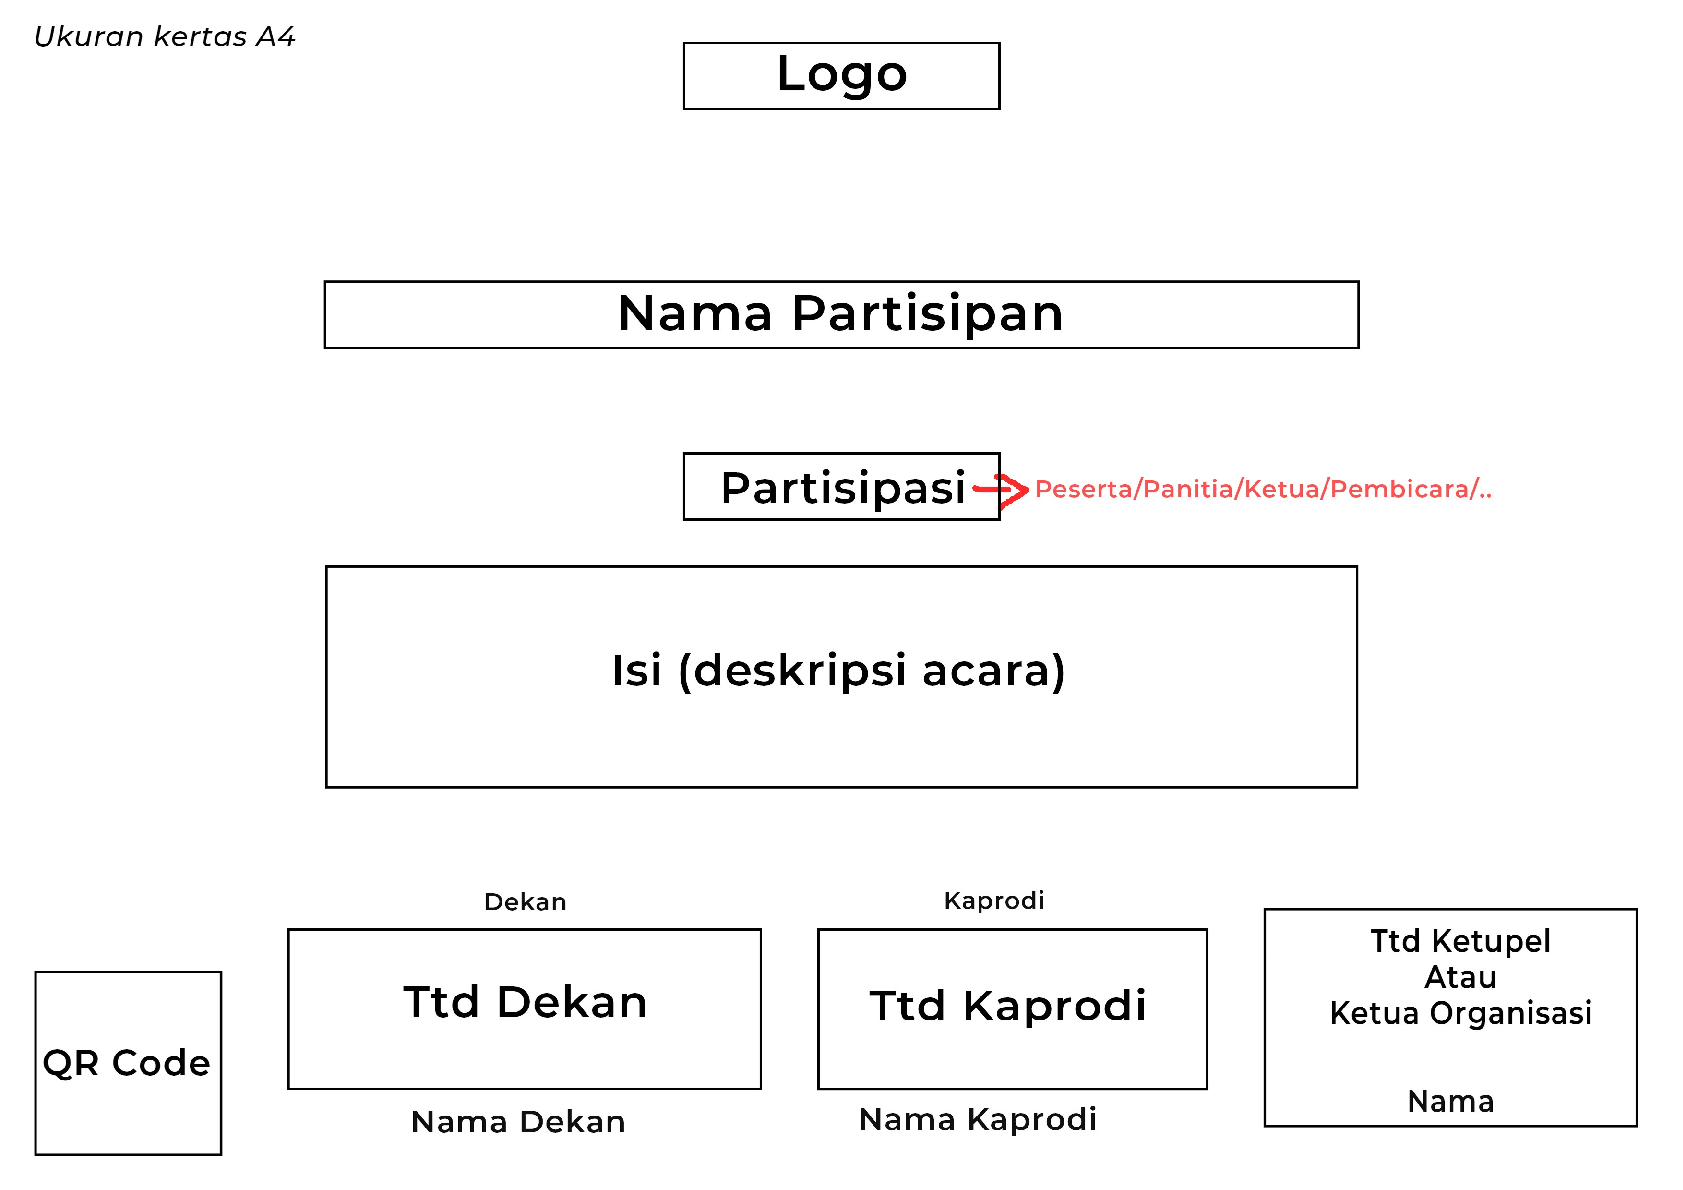 Ukuran kertas A4
Logo
Nama Partisipan
Partisipasi
Peserta/Panitia/Ketua/Pembicara/..
Isi (deskripsi acara)
Dekan
Ttd Dekan
Nama Dekan
Kaprodi
Ttd Kaprodi
Nama Kaprodi
Ttd Ketupel
Atau
Ketua Organisasi
Nama
QR Code